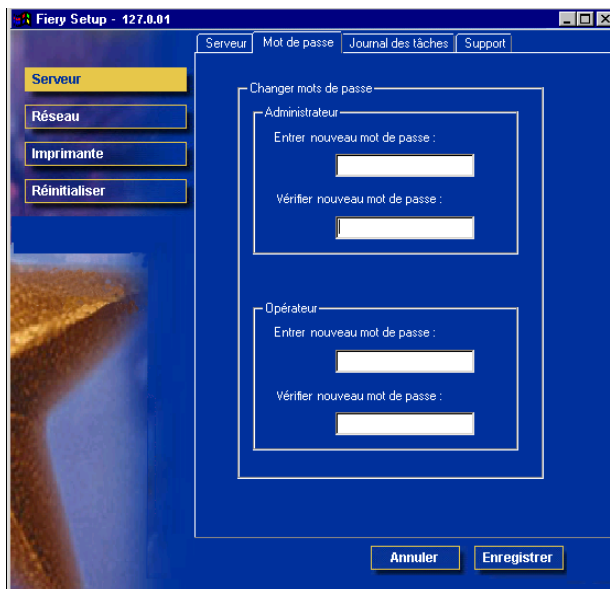 Fiery Setup - 127.0.01
Serveur
Mot de passe
Journal des tâches
Support
Serveur
Réseau
Imprimante
Réinitialiser
Changer mots de passe
Administrateur
Entrer nouveau mot de passe :
Vérifier nouveau mot de passe :
Opérateur
Entrer nouveau mot de passe :
Vérifier nouveau mot de passe :
Annuler
Enregistrer